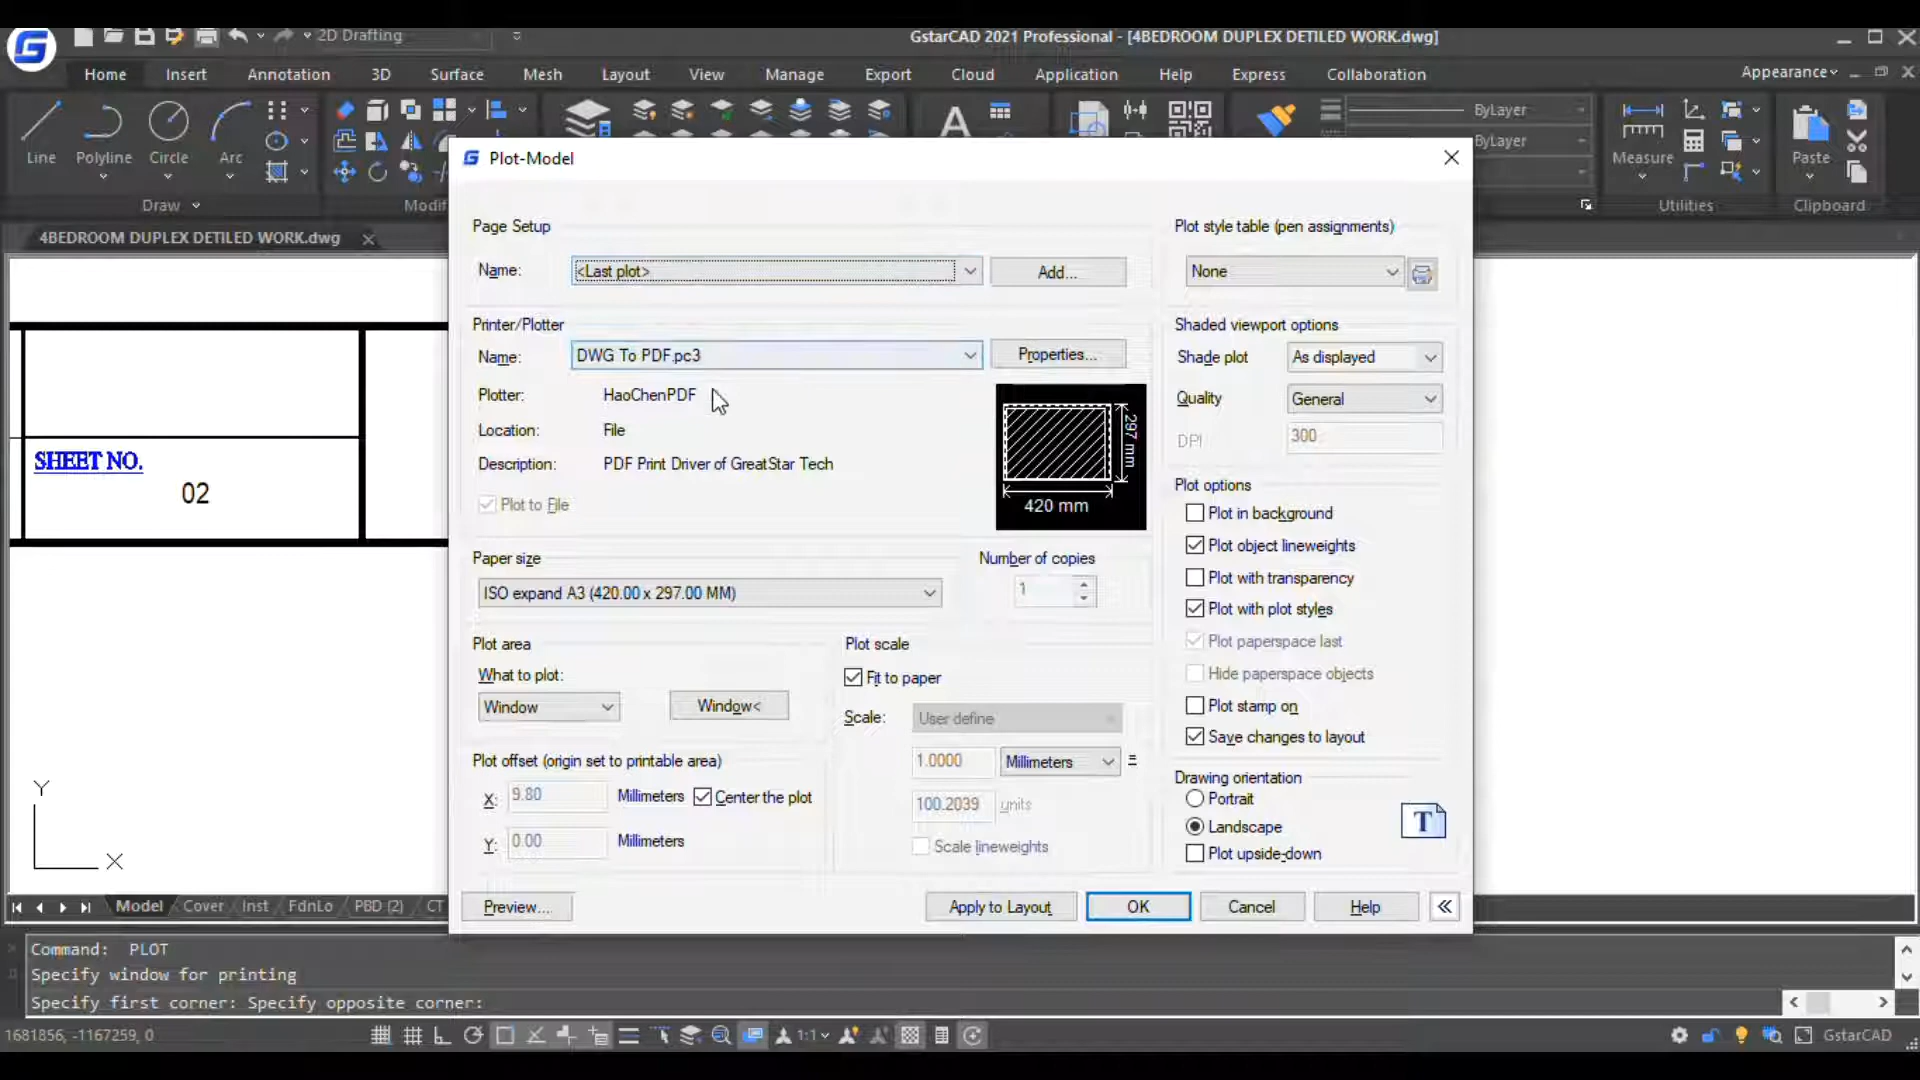 2D Drafting
GstarCAD 2021 Professional - [4BEDROOM DUPLEX DETILED WORK.dwg]
Home Insert Annotation 3D Surface Mesh Layout View Manage Export Cloud Application Help Express Collaboration Appearance
Line Polyline Circle Arc
ByLayer
ByLayer
Measure
Paste
Draw
Modif
Utilities
Clipboard
4BEDROOM DUPLEX DETILED WORK.dwg
SHEET NO.
02
Y
X
Plot-Model
Page Setup
Name: <Last plot> Add...
Printer/Plotter
Name: DWG To PDF.pc3 Properties...
Plotter: HaoChenPDF
Location: File
Description: PDF Print Driver of GreatStar Tech
Plot to File
297 mm
420 mm
Paper size
ISO expand A3 (420.00 x 297.00 MM)
Number of copies
1
Plot area
What to plot:
Window Window<
Plot scale
Fit to paper
Scale: User define
1.0000 Millimeters =
100.2039 units
Scale lineweights
Plot offset (origin set to printable area)
X: 9.80 Millimeters Center the plot
Y: 0.00 Millimeters
Plot style table (pen assignments)
None
Shaded viewport options
Shade plot As displayed
Quality General
DPI 300
Plot options
Plot in background
Plot object lineweights
Plot with transparency
Plot with plot styles
Plot paperspace last
Hide paperspace objects
Plot stamp on
Save changes to layout
Drawing orientation
Portrait
Landscape
Plot upside-down
T
Preview... Apply to Layout OK Cancel Help
Model Cover Inst FdnLo PBD (2) CT
Command: PLOT
Specify window for printing
Specify first corner: Specify opposite corner:
1681856, -1167259, 0
1:1
GstarCAD